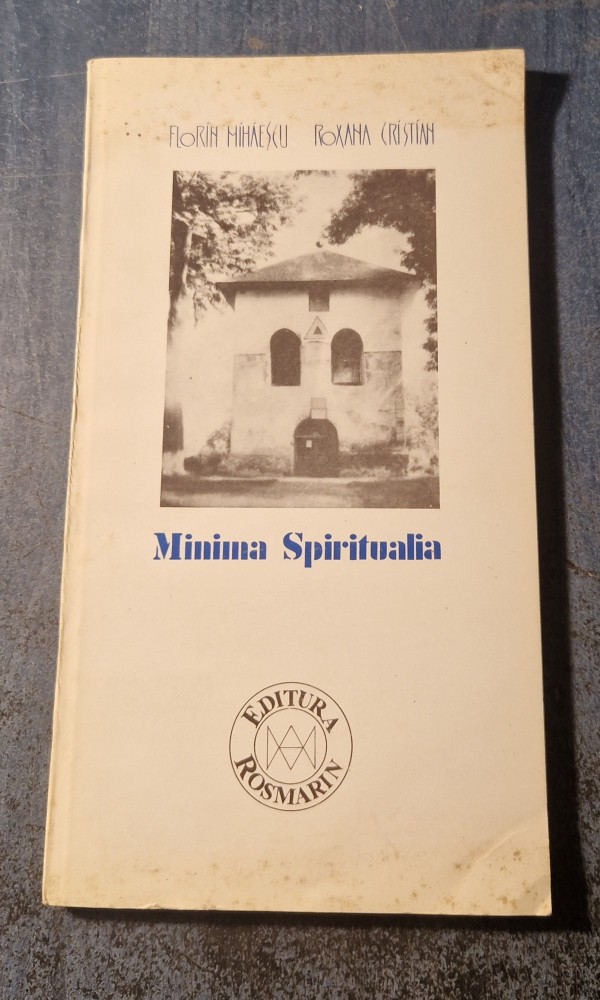 FLORIN MIHĂESCU ROXANA CRISTIAN
Minima Spiritualia
EDITURA
ROSMARIN